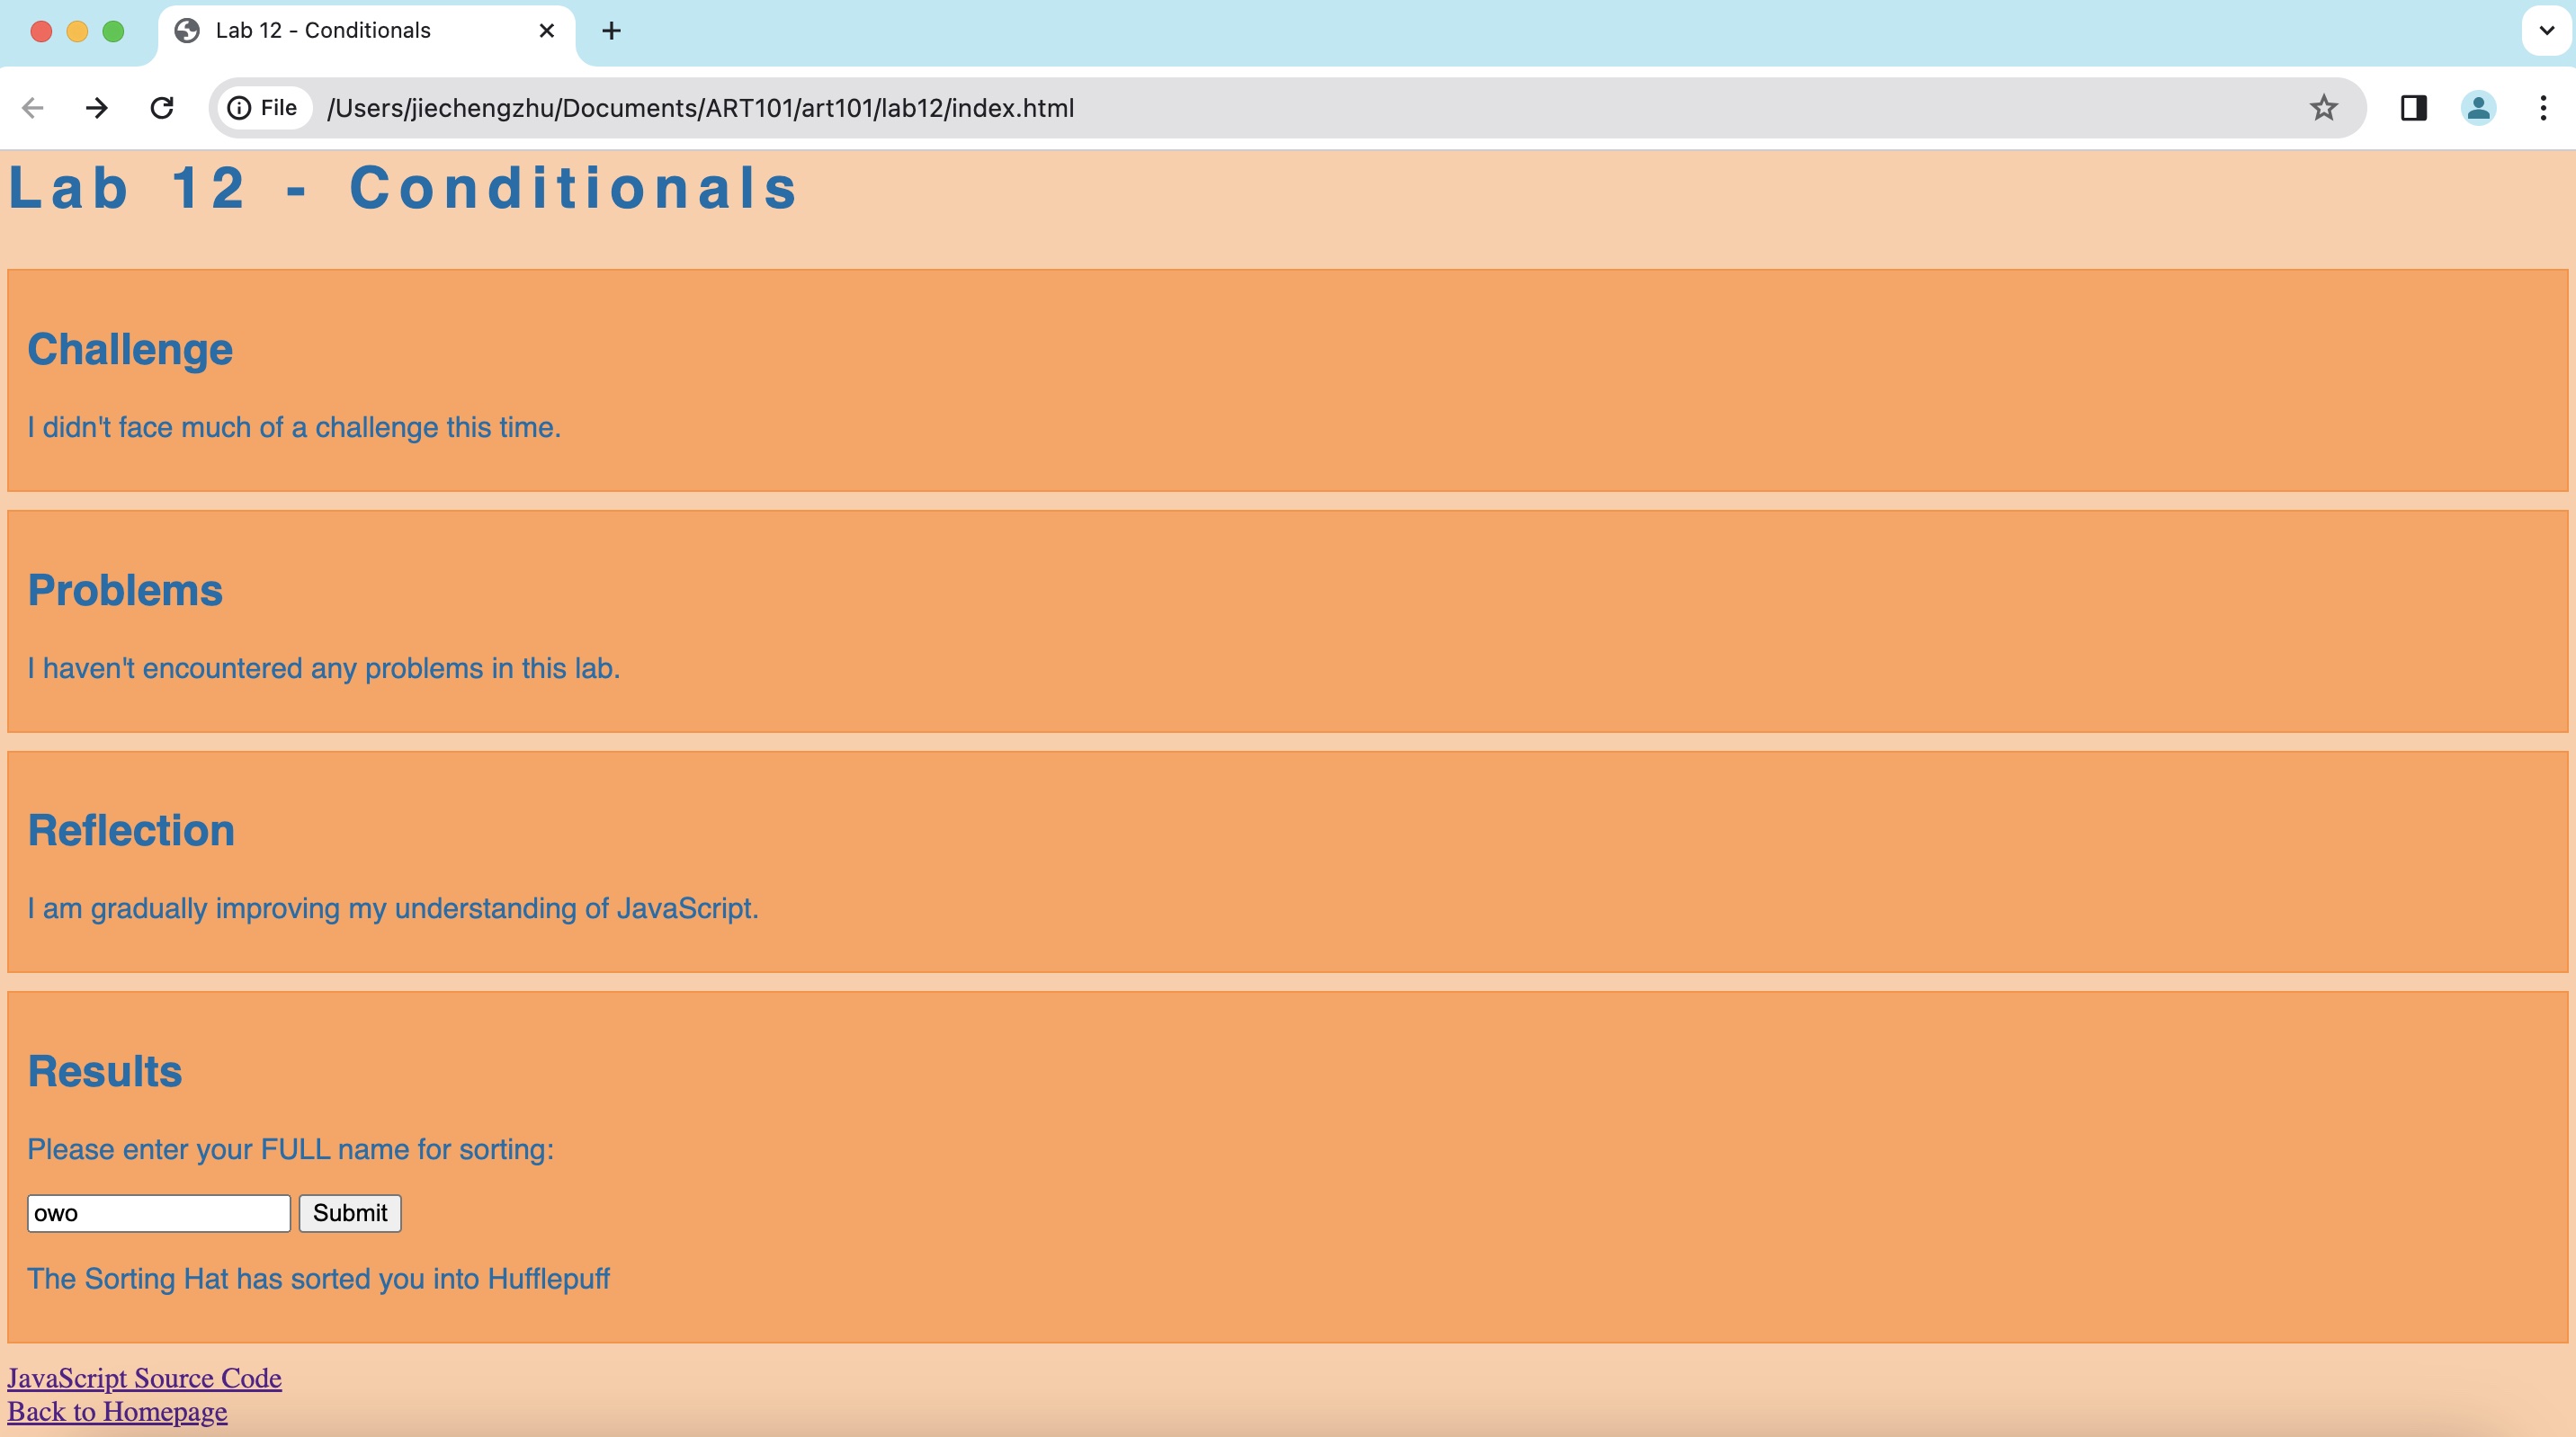 Lab 12 - Conditionals
File /Users/jiechengzhu/Documents/ART101/art101/lab12/index.html
Lab 12 - Conditionals
Challenge
I didn't face much of a challenge this time.
Problems
I haven't encountered any problems in this lab.
Reflection
I am gradually improving my understanding of JavaScript.
Results
Please enter your FULL name for sorting:
owo Submit
The Sorting Hat has sorted you into Hufflepuff
JavaScript Source Code
Back to Homepage